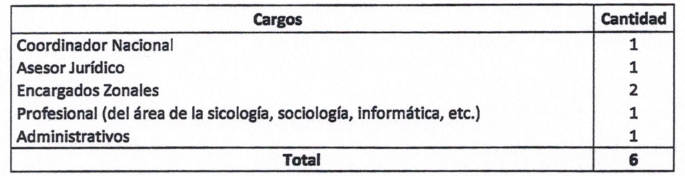 Cargos Cantidad
Coordinador Nacional 1
Asesor Jurídico 1
Encargados Zonales 2
Profesional (del área de la sicología, sociología, informática, etc.) 1
Administrativos 1
Total 6